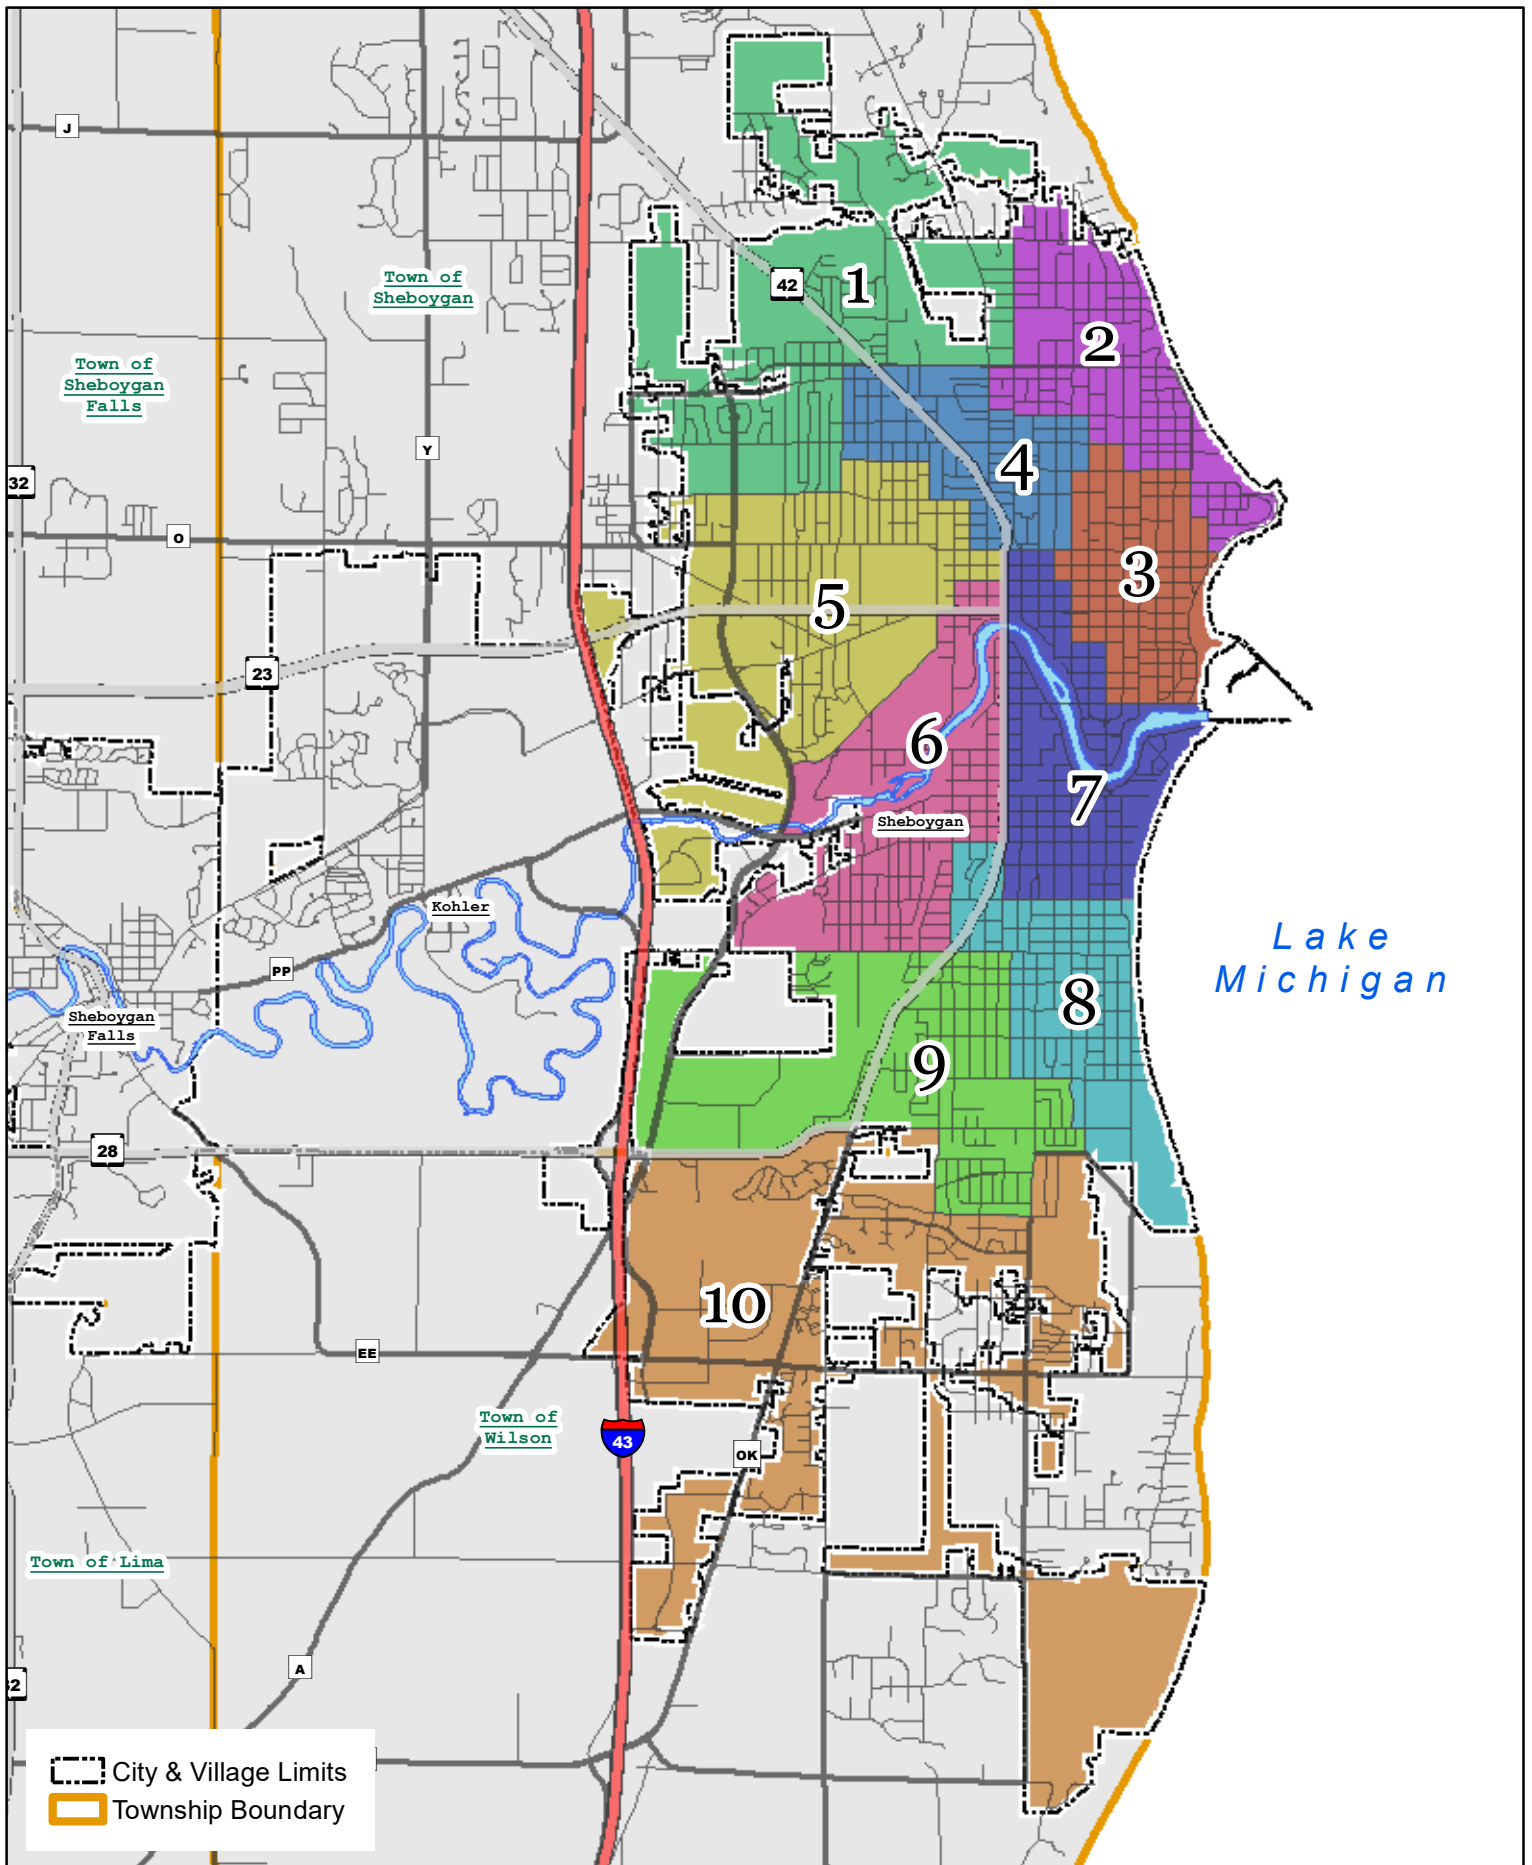 J
Town of
Sheboygan
42
1
2
Town of
Sheboygan
Falls
Y
4
32
O
3
5
23
6
7
Sheboygan
Kohler
Lake
Michigan
PP
8
Sheboygan
Falls
9
28
10
EE
Town of
Wilson
43
OK
Town of Lima
A
32
City & Village Limits
Township Boundary